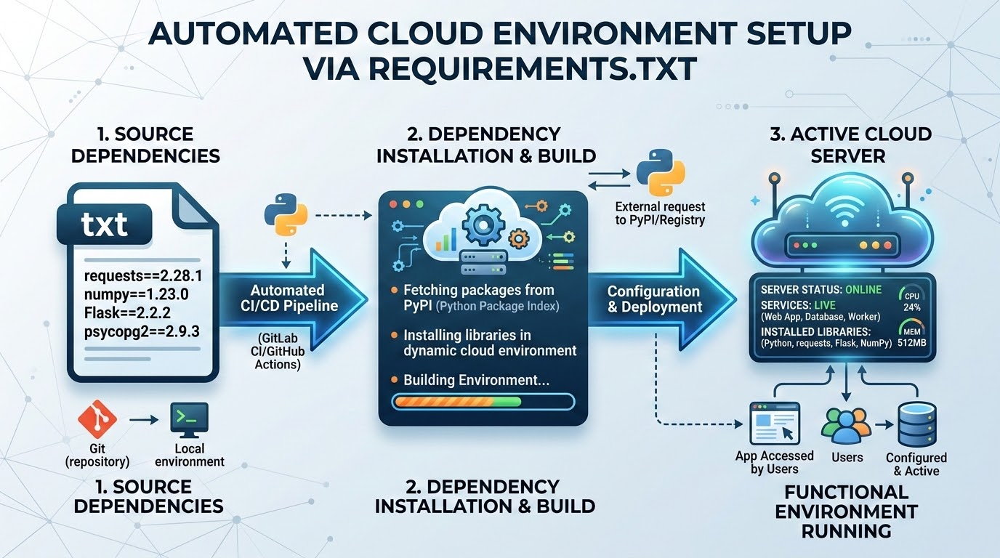 AUTOMATED CLOUD ENVIRONMENT SETUP
VIA REQUIREMENTS.TXT
1. SOURCE
DEPENDENCIES
txt
requests==2.28.1
numpy==1.23.0
Flask==2.2.2
psycopg2==2.9.3
Git
(repository)
Local
environment
1. SOURCE
DEPENDENCIES
Automated
CI/CD Pipeline
(GitLab
CI/GitHub
Actions)
2. DEPENDENCY
INSTALLATION & BUILD
External request
to PyPI/Registry
Fetching packages from
PyPI (Python Package Index)
Installing libraries in
dynamic cloud environment
Building Environment...
2. DEPENDENCY
INSTALLATION & BUILD
Configuration
& Deployment
3. ACTIVE CLOUD
SERVER
SERVER STATUS: ONLINE
SERVICES: LIVE
(Web App, Database, Worker)
INSTALLED LIBRARIES:
(Python, requests, Flask, NumPy)
CPU
24%
MEM
512MB
App Accessed
by Users
Users
Configured
& Active
FUNCTIONAL
ENVIRONMENT
RUNNING